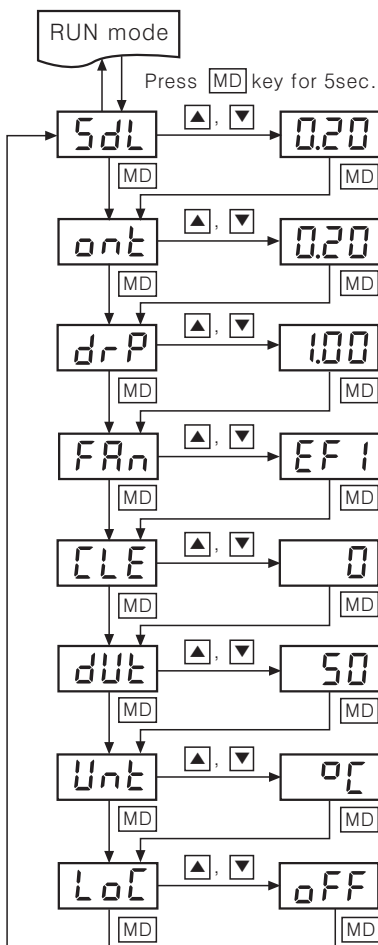 RUN mode
Press MD key for 5sec.
SdL ▲, ▼ 0.20
MD MD
ont ▲, ▼ 0.20
MD MD
drP ▲, ▼ 1.00
MD MD
FAn ▲, ▼ EF1
MD MD
CLE ▲, ▼ 0
MD MD
dUt ▲, ▼ 50
MD MD
Unt ▲, ▼ °C
MD MD
LoC ▲, ▼ oFF
MD MD